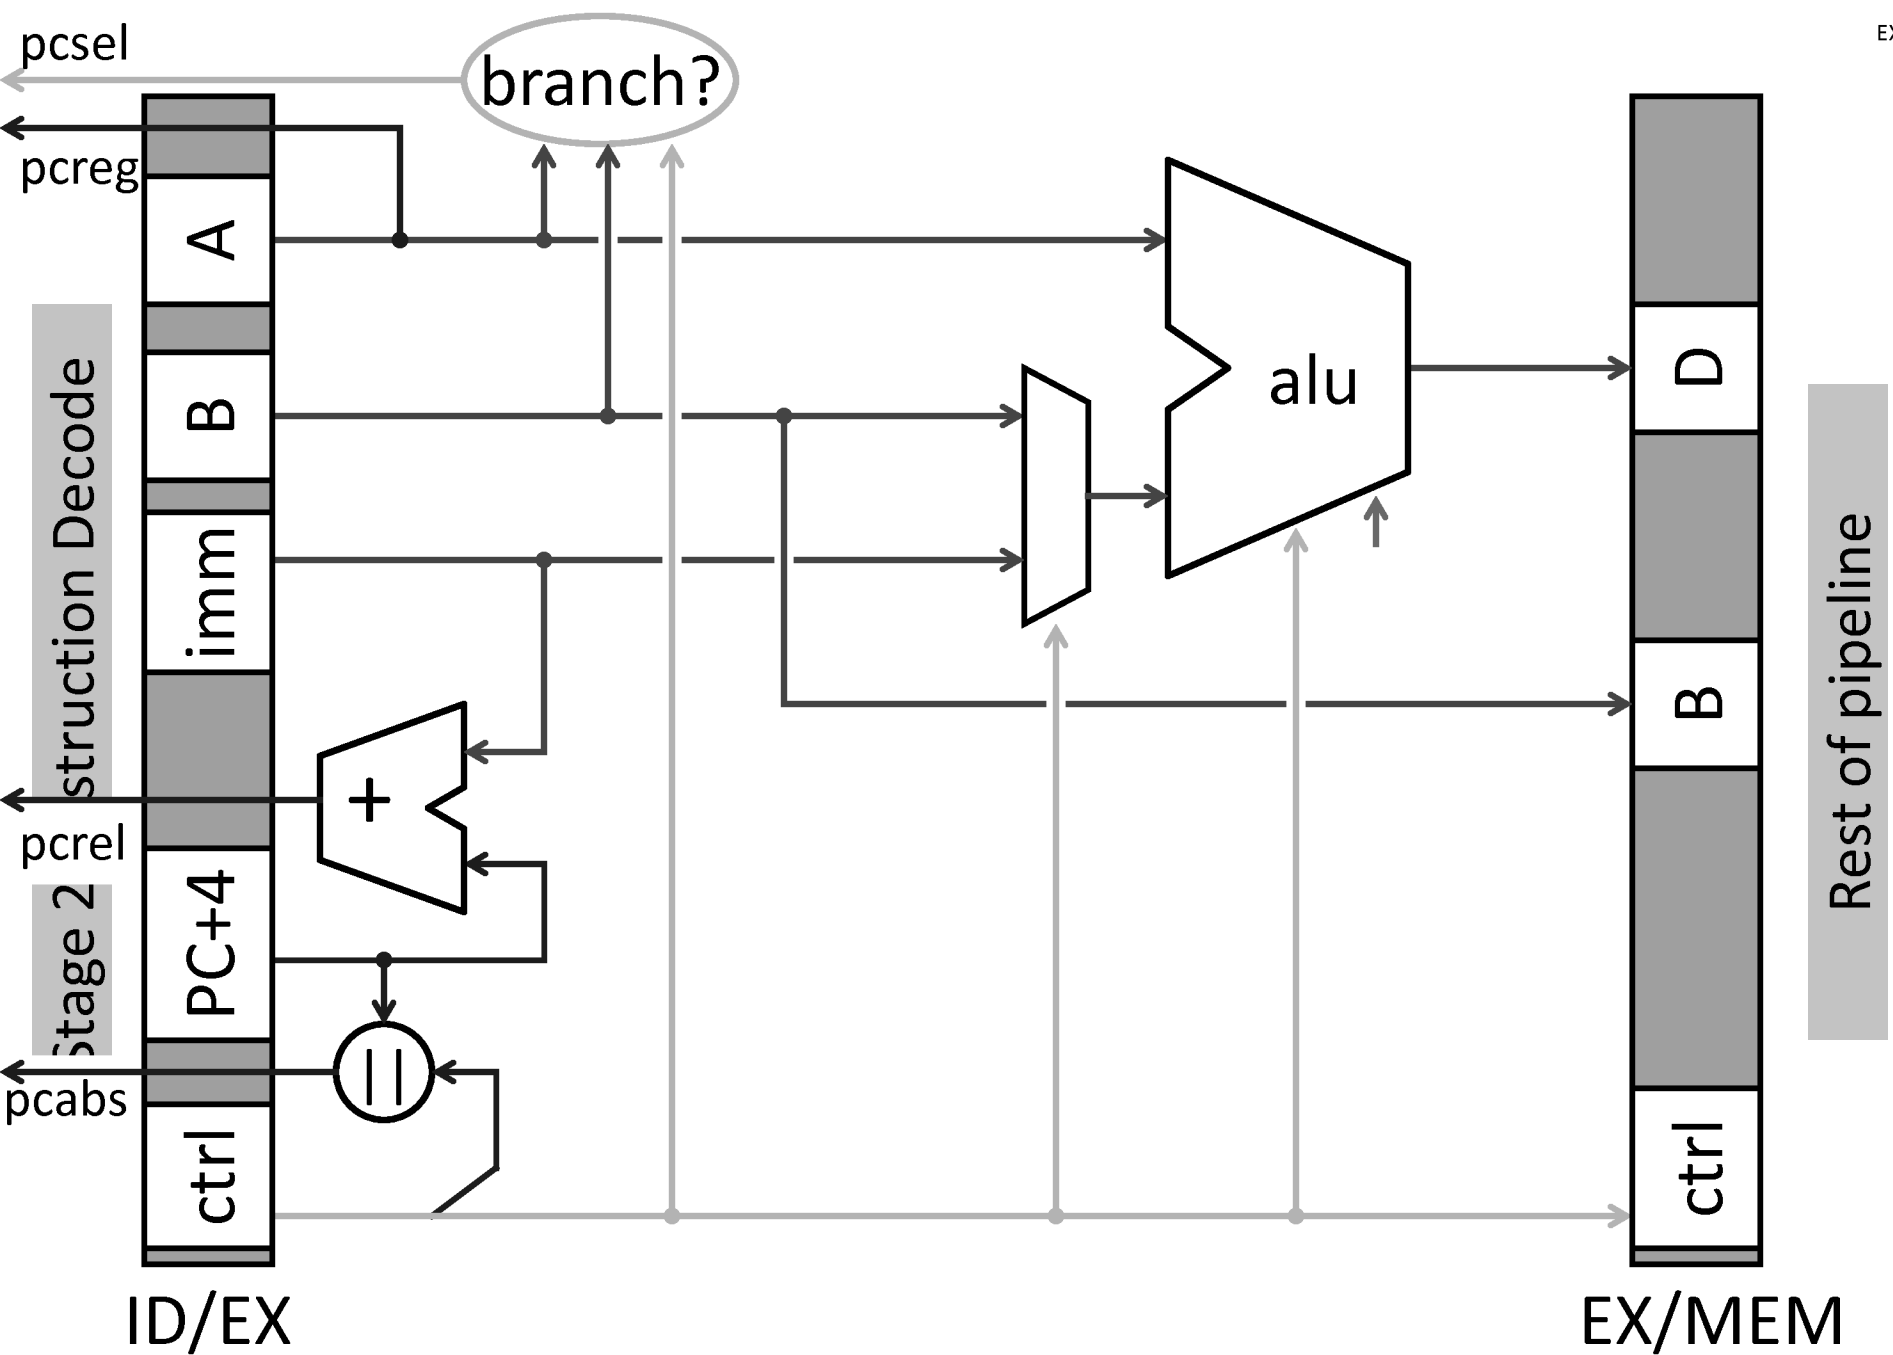 pcsel
branch?
EX
pcreg
A
B
imm
PC+4
ctrl
Stage 2
struction Decode
pcrel
pcabs
+
||
alu
D
B
ctrl
Rest of pipeline
ID/EX
EX/MEM